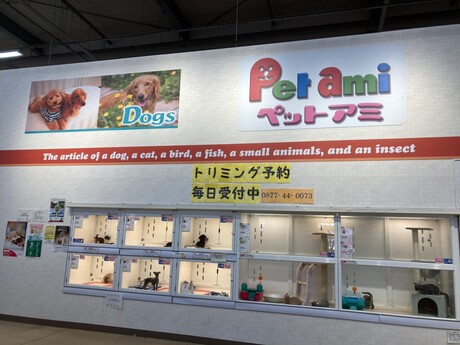 Dogs
Pet ami
ペットアミ
The article of a dog, a cat, a bird, a fish, a small animals, and an insect
トリミング予約
毎日受付中 0877-44-0073